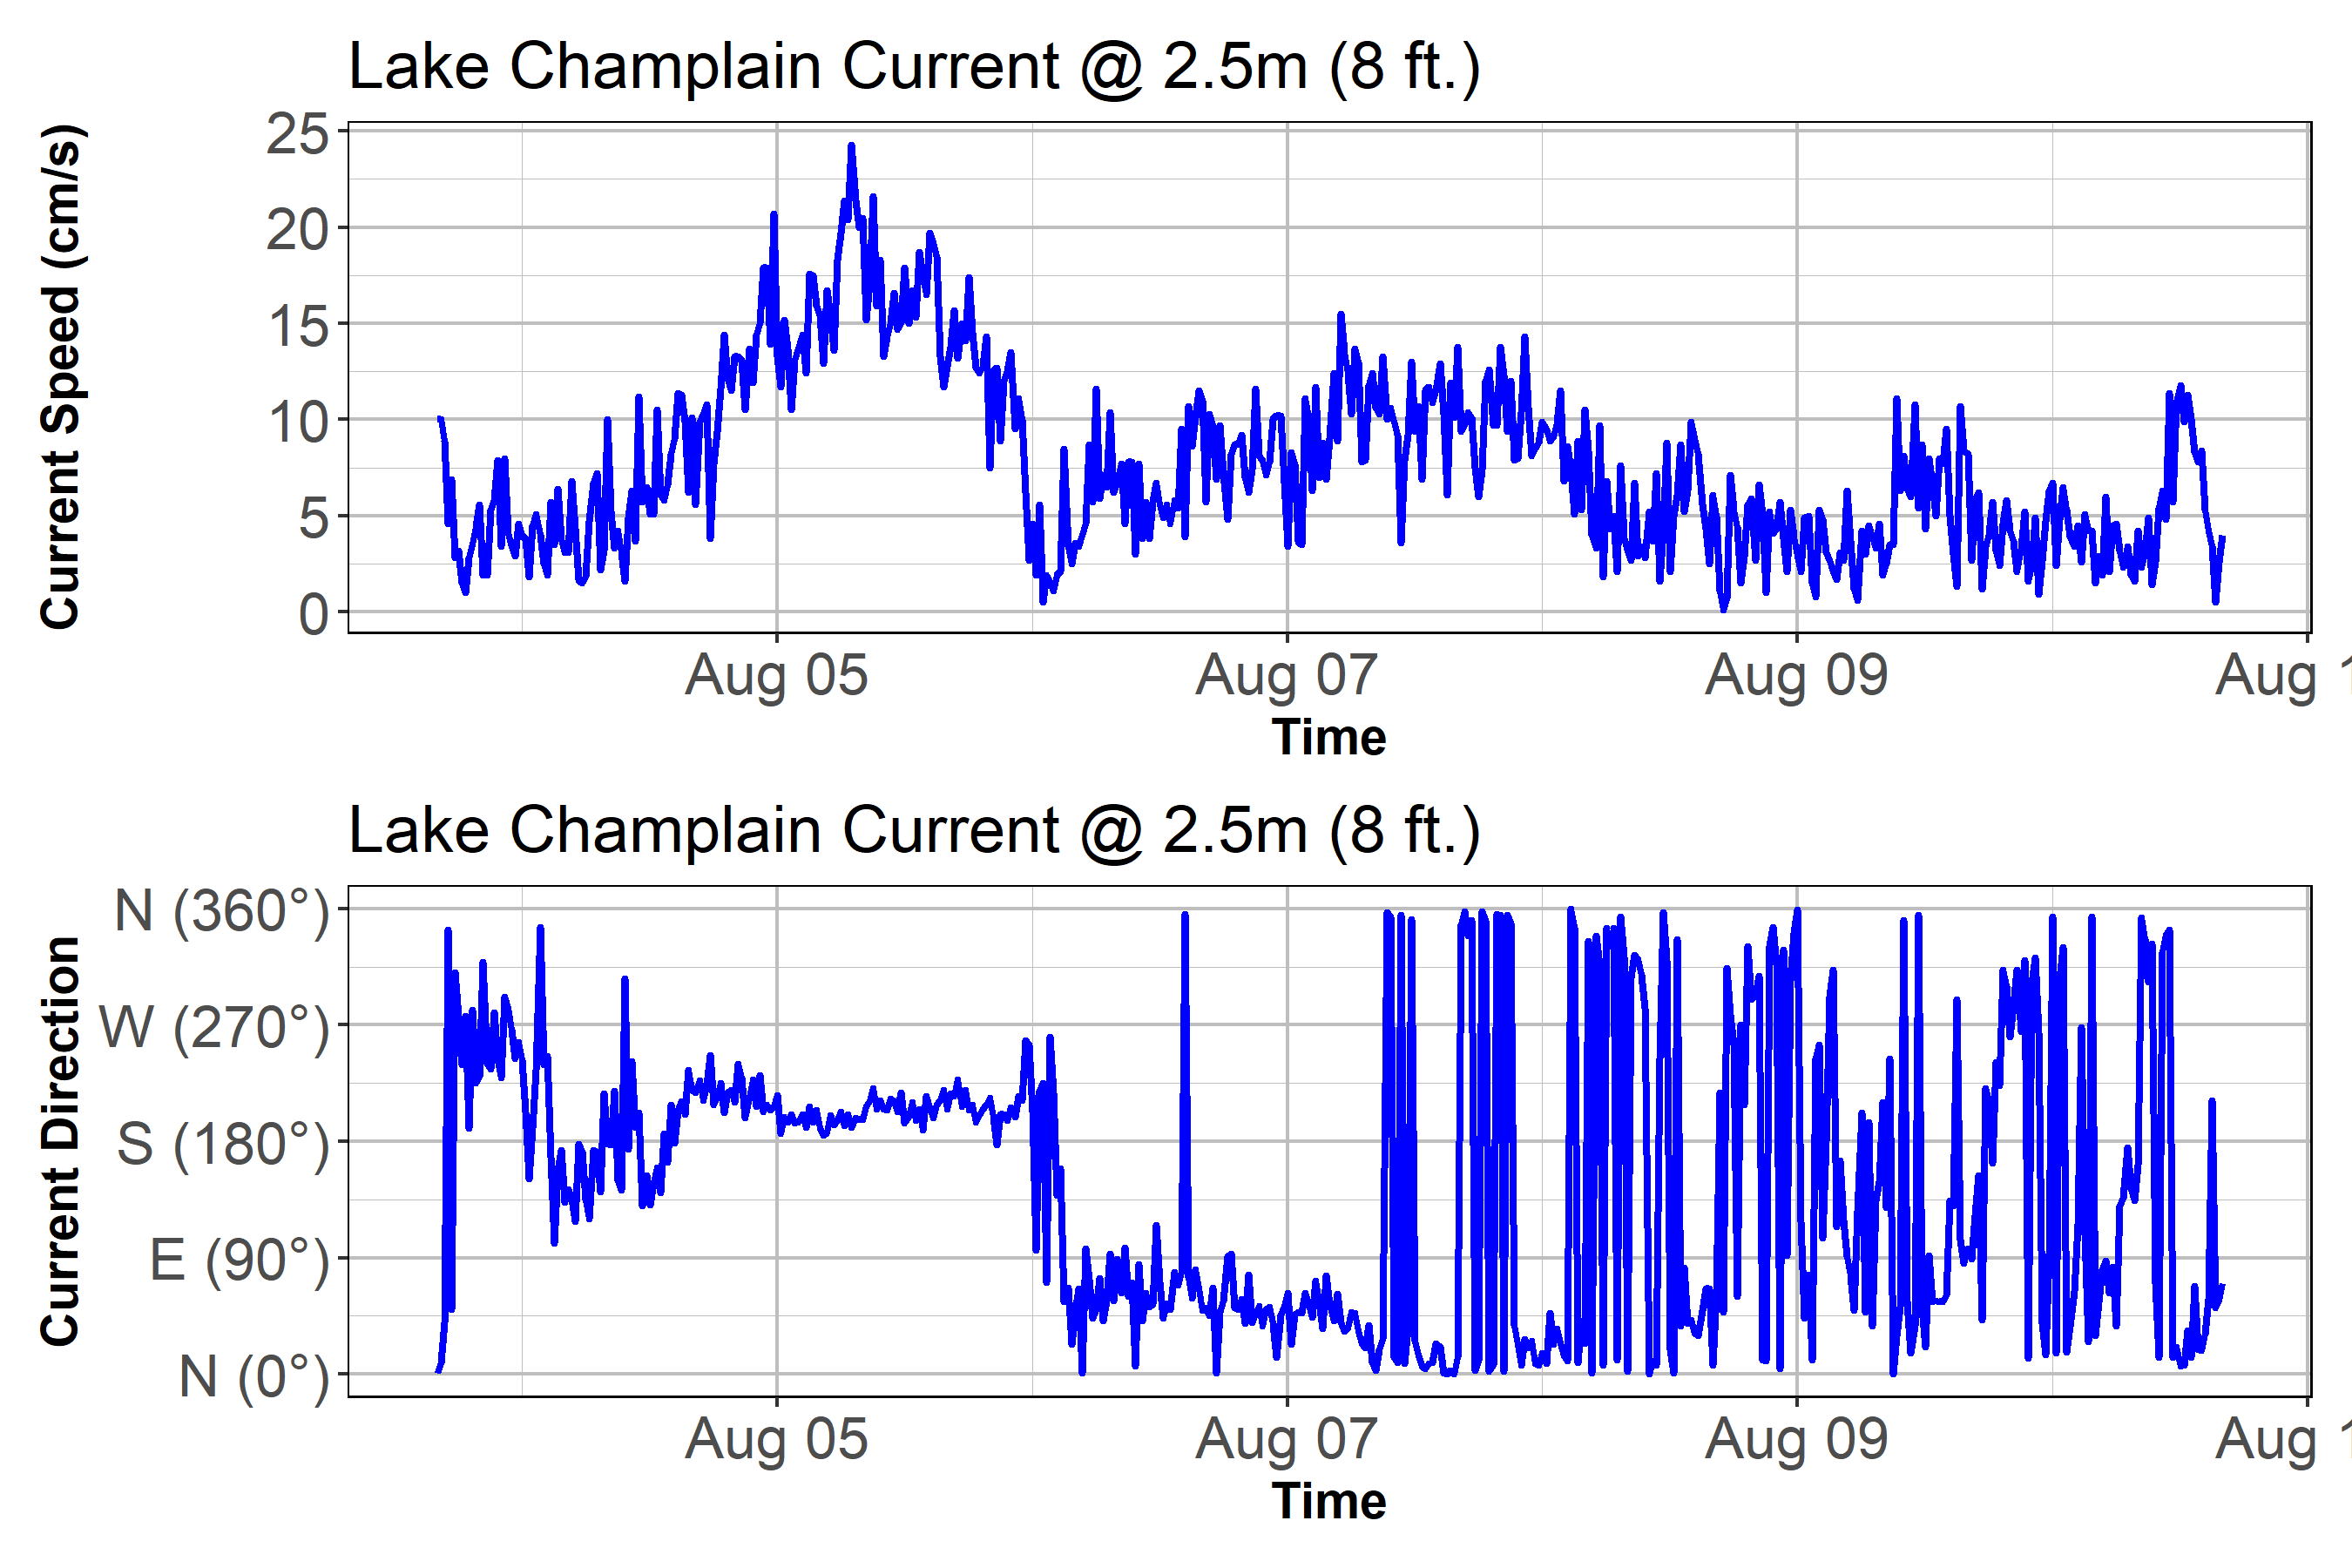 Lake Champlain Current @ 2.5m (8 ft.)
Current Speed (cm/s)
25
20
15
10
5
0
Aug 05 Aug 07 Aug 09 Aug 1
Time
Lake Champlain Current @ 2.5m (8 ft.)
Current Direction
N (360°)
W (270°)
S (180°)
E (90°)
N (0°)
Aug 05 Aug 07 Aug 09 Aug 1
Time